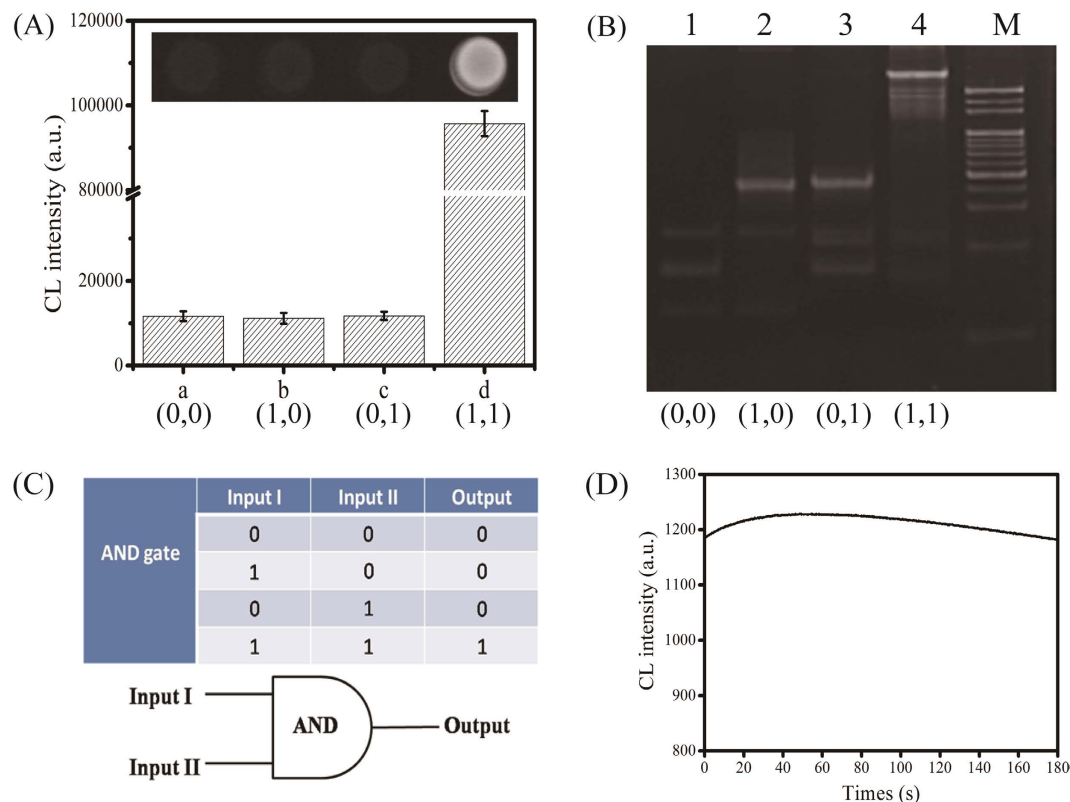 (A)
120000
100000
80000
20000
0
CL intensity (a.u.)
a b c d
(0,0) (1,0) (0,1) (1,1)
(B)
1 2 3 4 M
(0,0) (1,0) (0,1) (1,1)
(C)
AND gate
Input I Input II Output
0 0 0
1 0 0
0 1 0
1 1 1
Input I
AND
Output
Input II
(D)
1300
1200
1100
1000
900
800
CL intensity (a.u.)
0 20 40 60 80 100 120 140 160 180
Times (s)